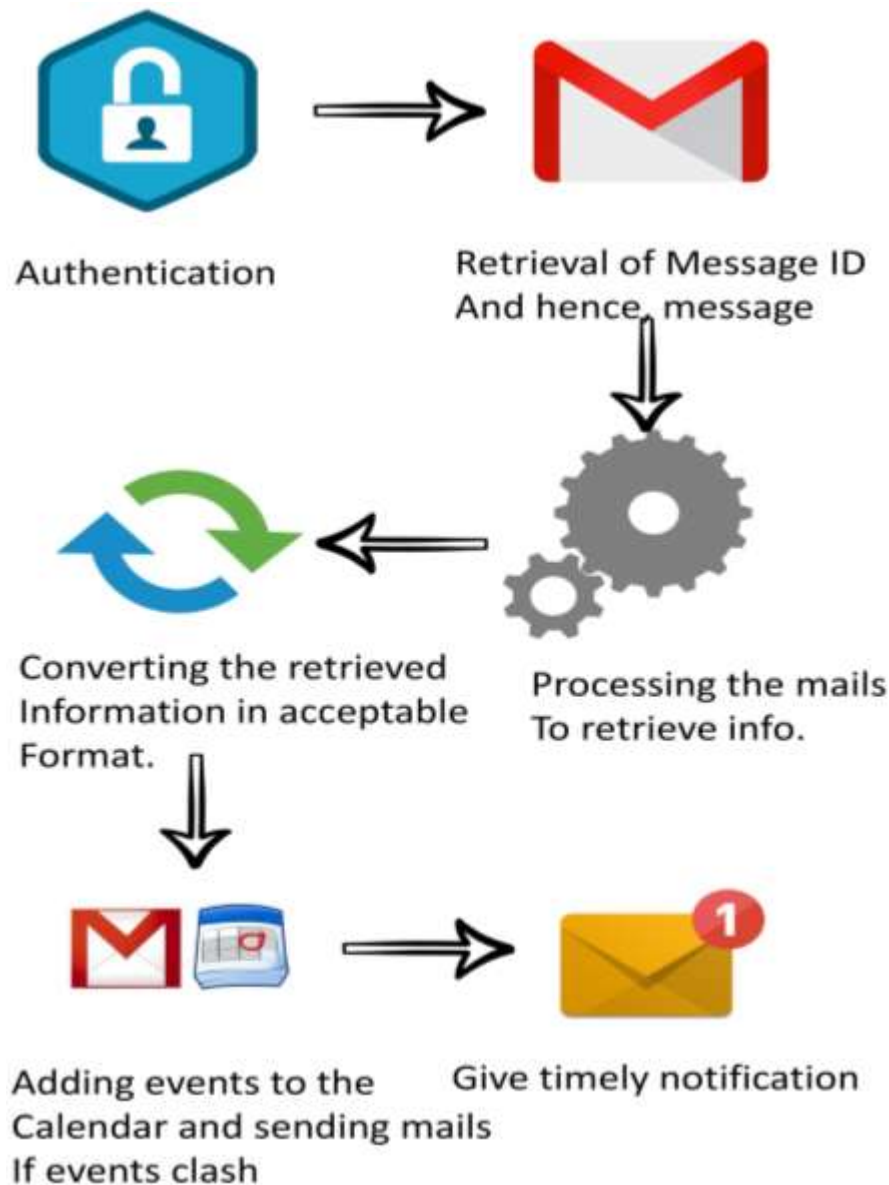 Authentication
Retrieval of Message ID
And hence, message
Processing the mails
To retrieve info.
Converting the retrieved
Information in acceptable
Format.
1
Adding events to the
Calendar and sending mails
If events clash
Give timely notification